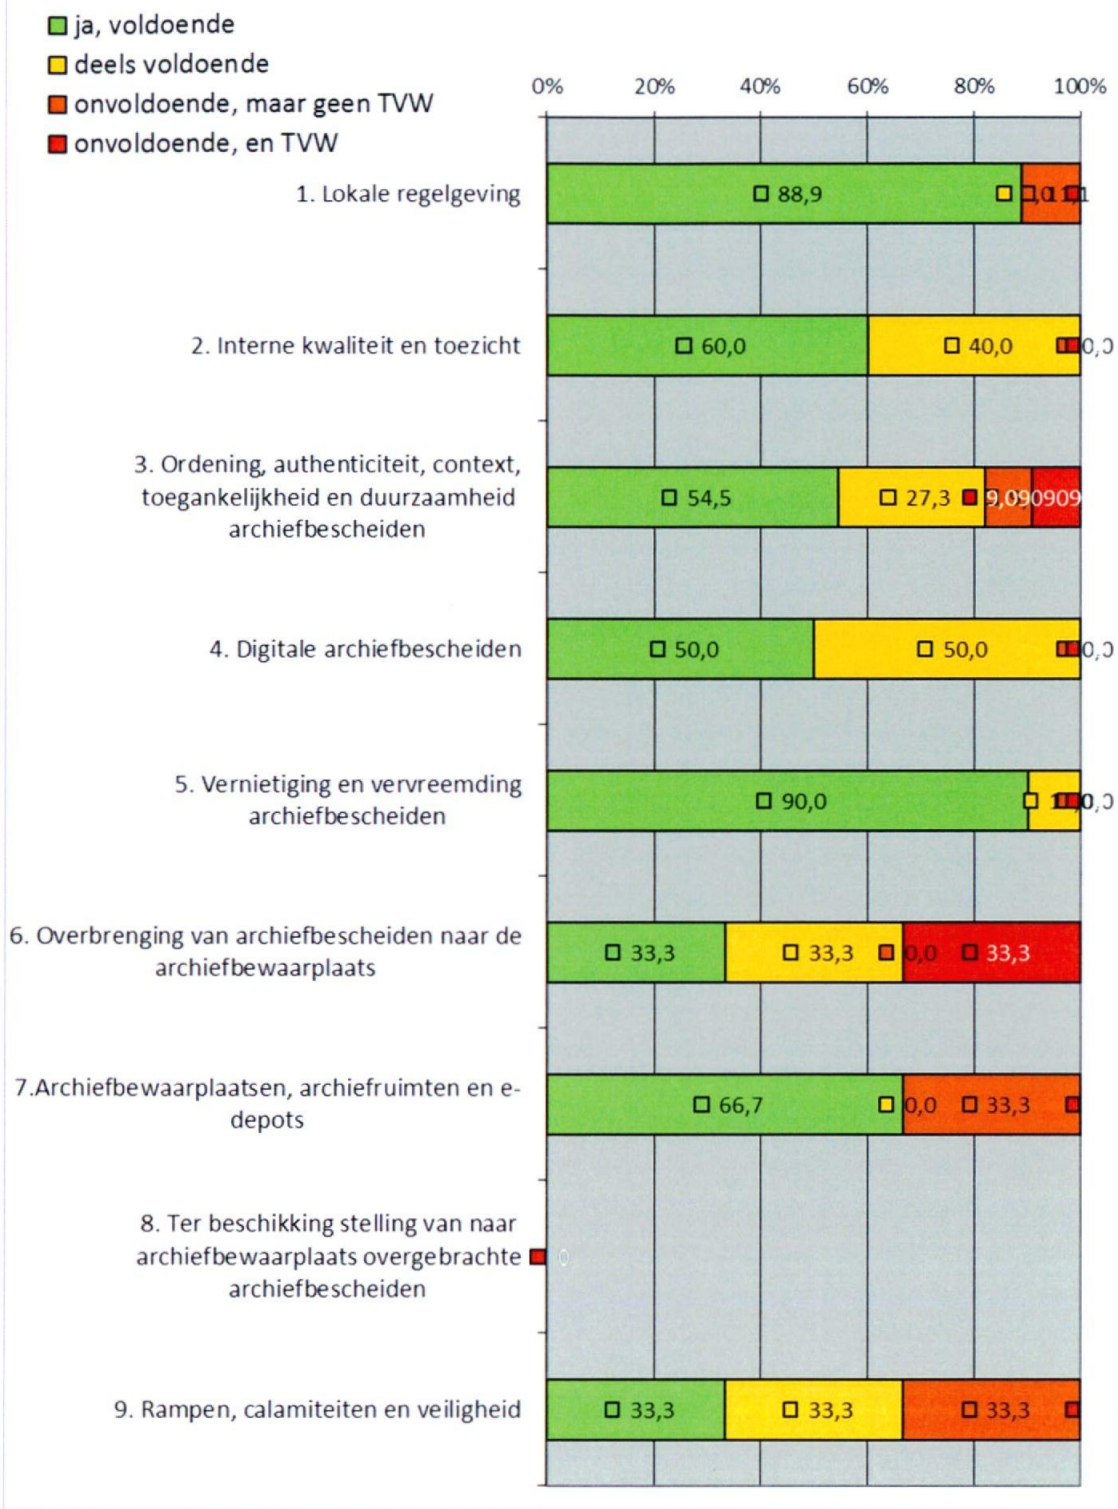 ja, voldoende
deels voldoende
onvoldoende, maar geen TVW
onvoldoende, en TVW
0% 20% 40% 60% 80% 100%
1. Lokale regelgeving 88,9
2. Interne kwaliteit en toezicht 60,0 40,0
3. Ordening, authenticiteit, context,
toegankelijkheid en duurzaamheid 54,5 27,3
archiefbescheiden
4. Digitale archiefbescheiden 50,0 50,0
5. Vernietiging en vervreemding
archiefbescheiden 90,0
6. Overbrenging van archiefbescheiden naar de
archiefbewaarplaats 33,3 33,3 0,0 33,3
7.Archiefbewaarplaatsen, archiefruimten en e-
depots 66,7 0,0 33,3
8. Ter beschikking stelling van naar
archiefbewaarplaats overgebrachte 0
archiefbescheiden
9. Rampen, calamiteiten en veiligheid 33,3 33,3 33,3